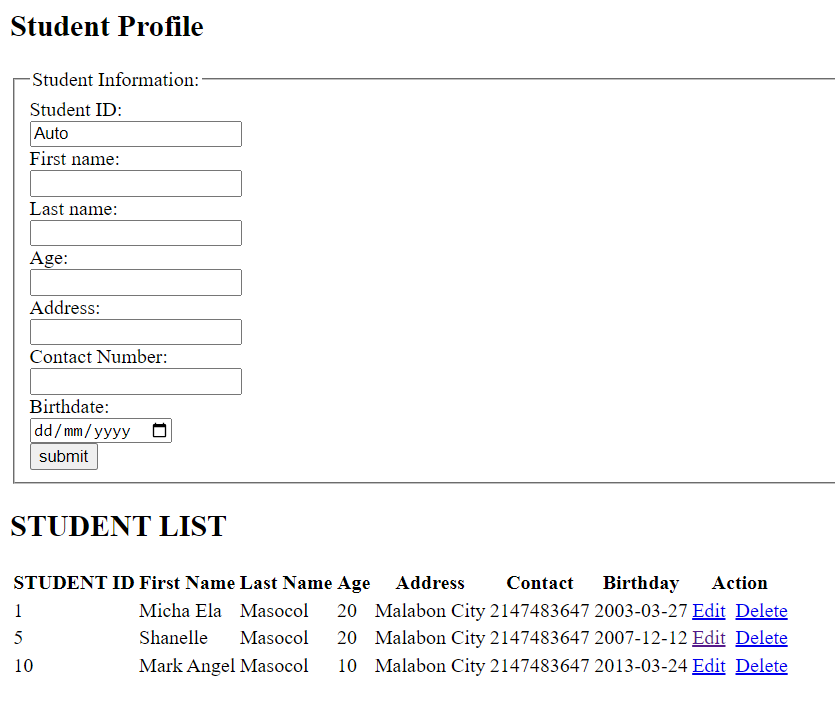 Student Profile
Student Information:
Student ID:
Auto
First name:
Last name:
Age:
Address:
Contact Number:
Birthdate:
dd/mm/yyyy
submit
STUDENT LIST
STUDENT ID First Name Last Name Age Address Contact Birthday Action
1 Micha Ela Masocol 20 Malabon City 2147483647 2003-03-27 Edit Delete
5 Shanelle Masocol 20 Malabon City 2147483647 2007-12-12 Edit Delete
10 Mark Angel Masocol 10 Malabon City 2147483647 2013-03-24 Edit Delete